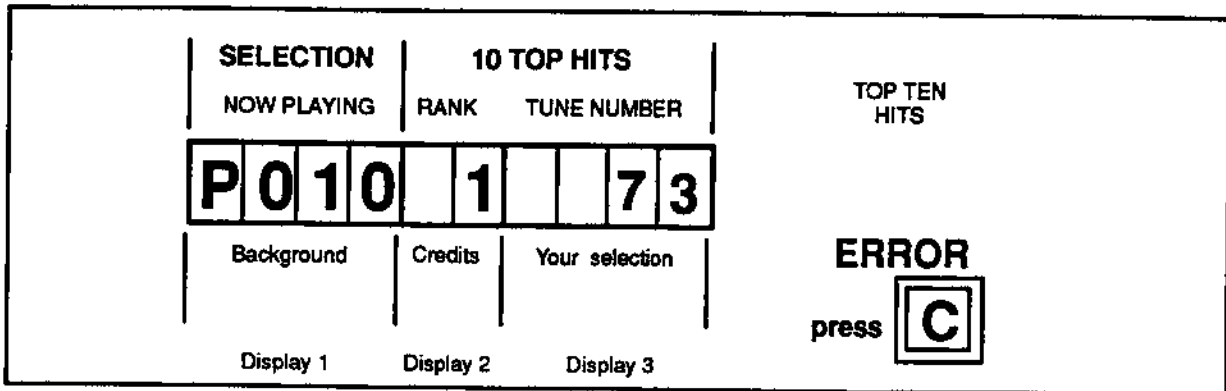 SELECTION 10 TOP HITS
NOW PLAYING RANK TUNE NUMBER
TOP TEN
HITS
P010 1 73
Background Credits Your selection
ERROR
press C
Display 1 Display 2 Display 3